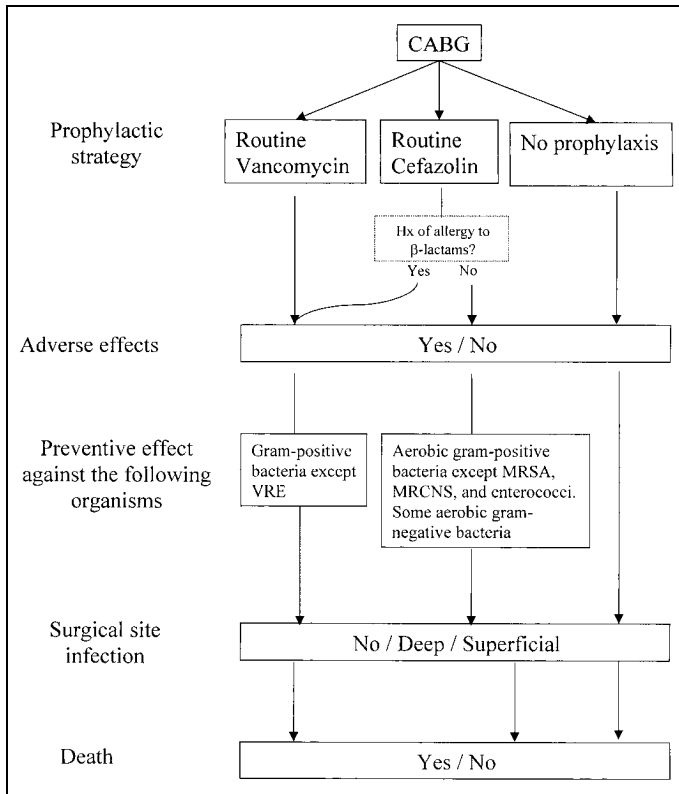 CABG
Prophylactic
strategy
Routine
Vancomycin
Routine
Cefazolin
No prophylaxis
Hx of allergy to
β-lactams?
Yes No
Adverse effects
Yes / No
Preventive effect
against the following
organisms
Gram-positive
bacteria except
VRE
Aerobic gram-positive
bacteria except MRSA,
MRCNS, and enterococci.
Some aerobic gram-
negative bacteria
Surgical site
infection
No / Deep / Superficial
Death
Yes / No